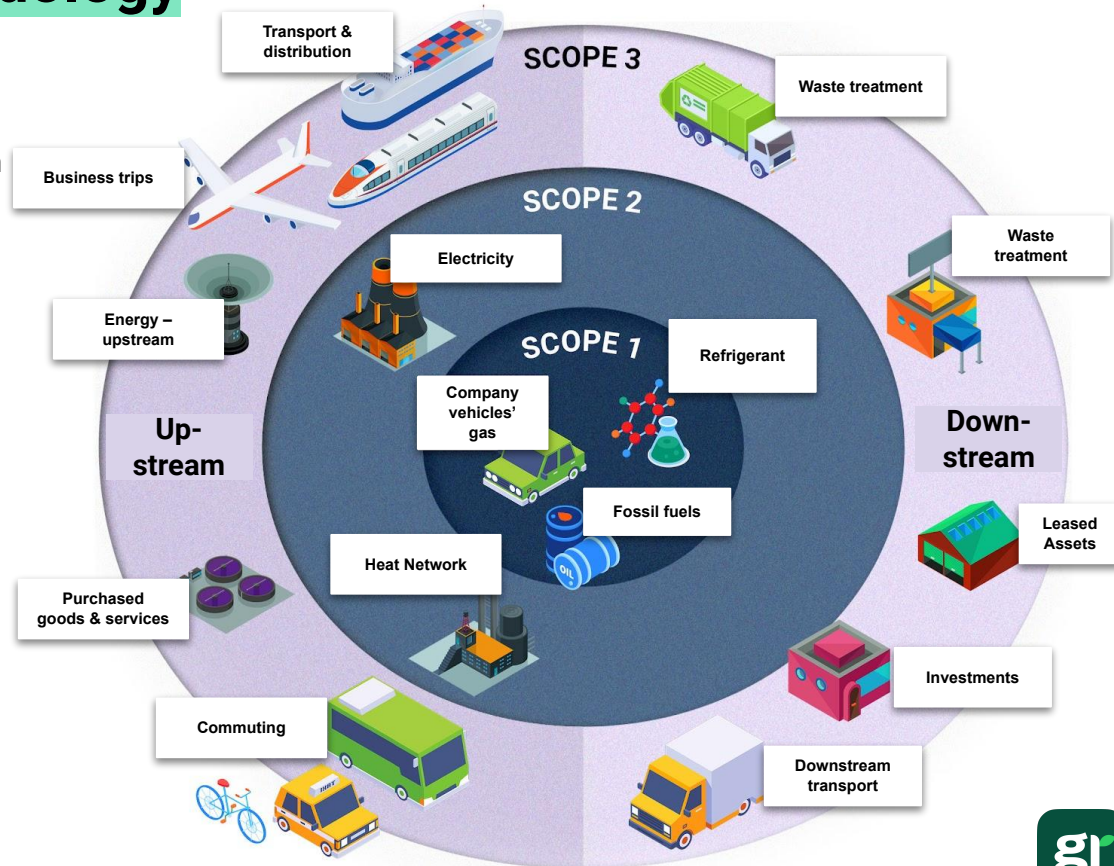 Transport &
distribution
SCOPE 3
Waste treatment
Business trips
SCOPE 2
Waste
treatment
Electricity
Energy –
upstream
SCOPE 1
Refrigerant
Company
vehicles’
gas
Up-
stream
Down-
stream
Fossil fuels
OIL
Leased
Assets
Heat Network
Purchased
goods & services
Investments
Commuting
Downstream
transport
gr